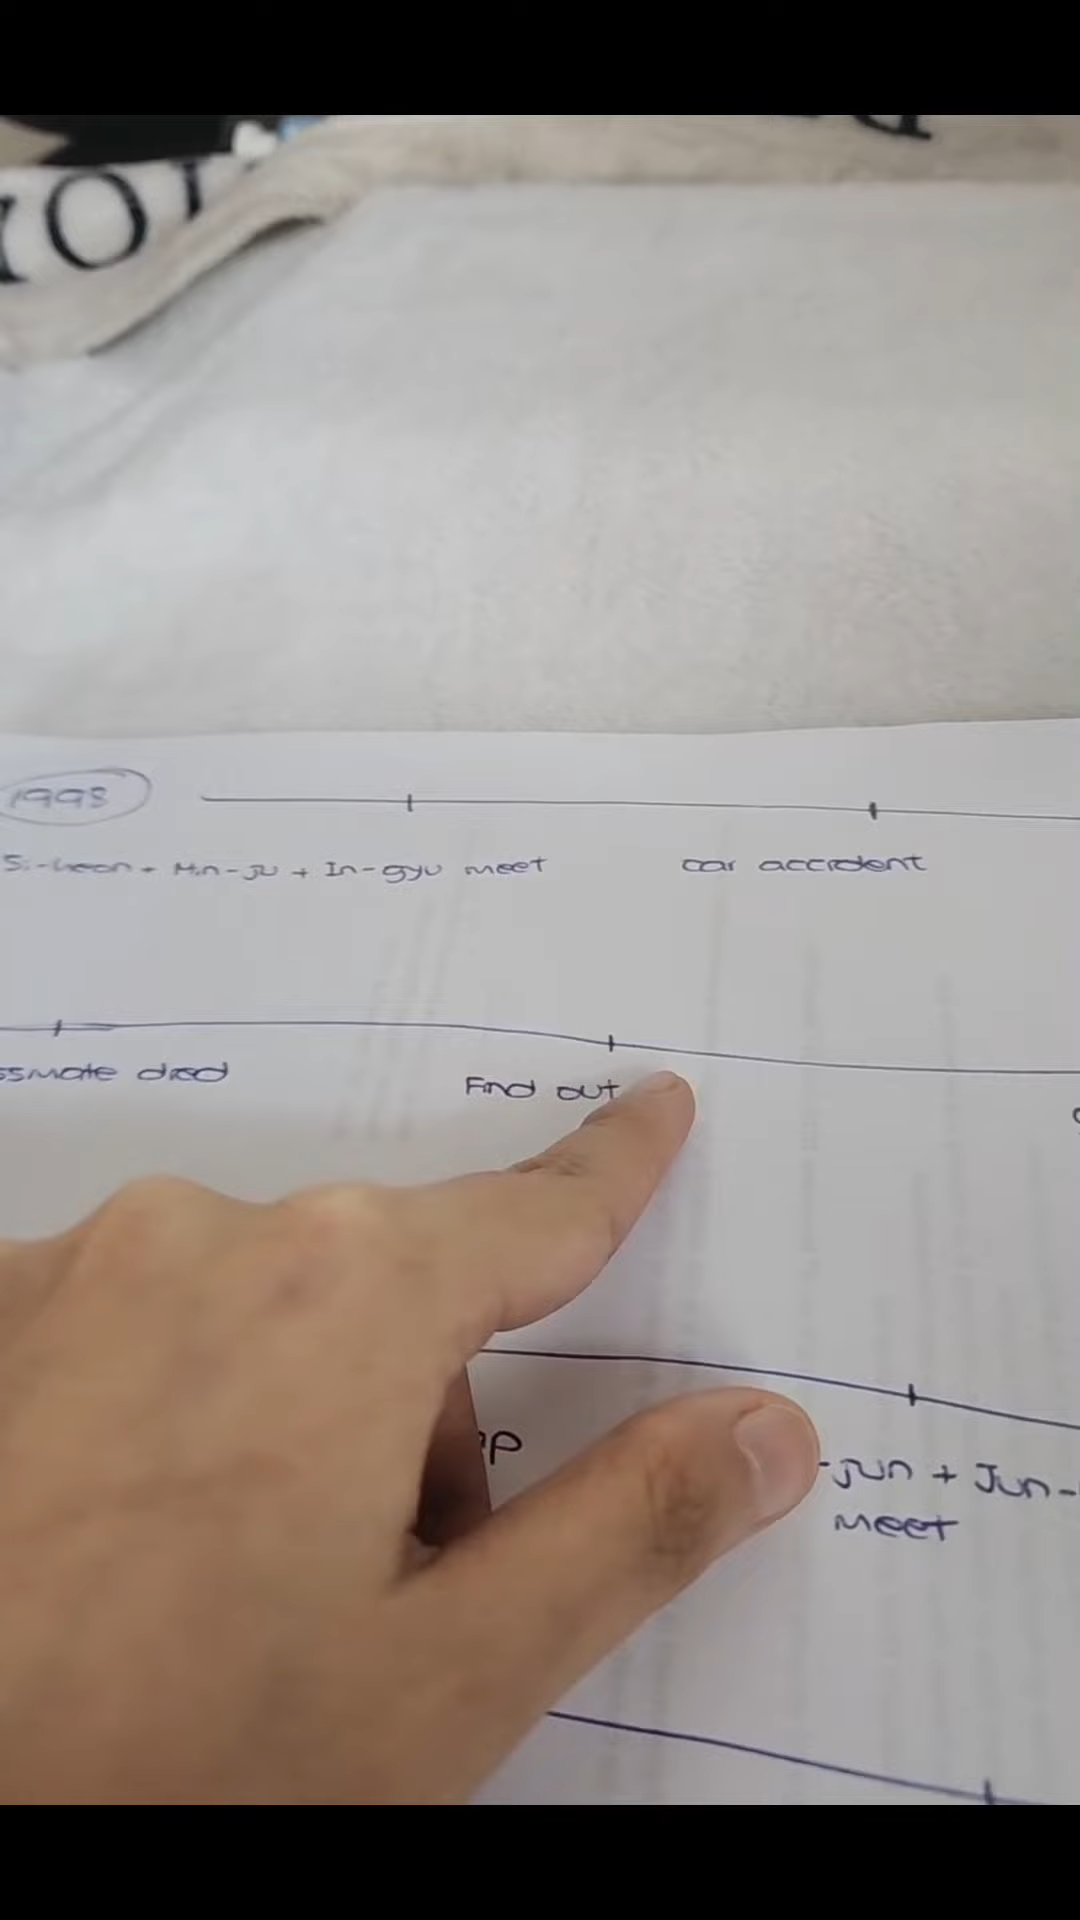 1998
Si-heon + Min-ju + In-gyu meet
car accident
ssmate died
Find out
-jun + Jun-
meet